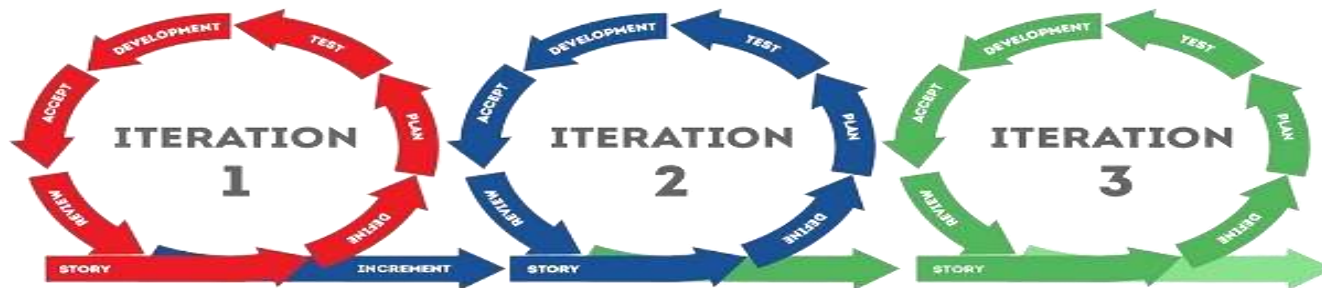 DEVELOPMENT
TEST
ACCEPT
PLAN
ITERATION
1
REVIEW
DEFINE
STORY
INCREMENT
DEVELOPMENT
TEST
ACCEPT
PLAN
ITERATION
2
REVIEW
DEFINE
STORY
DEVELOPMENT
TEST
ACCEPT
PLAN
ITERATION
3
REVIEW
DEFINE
STORY